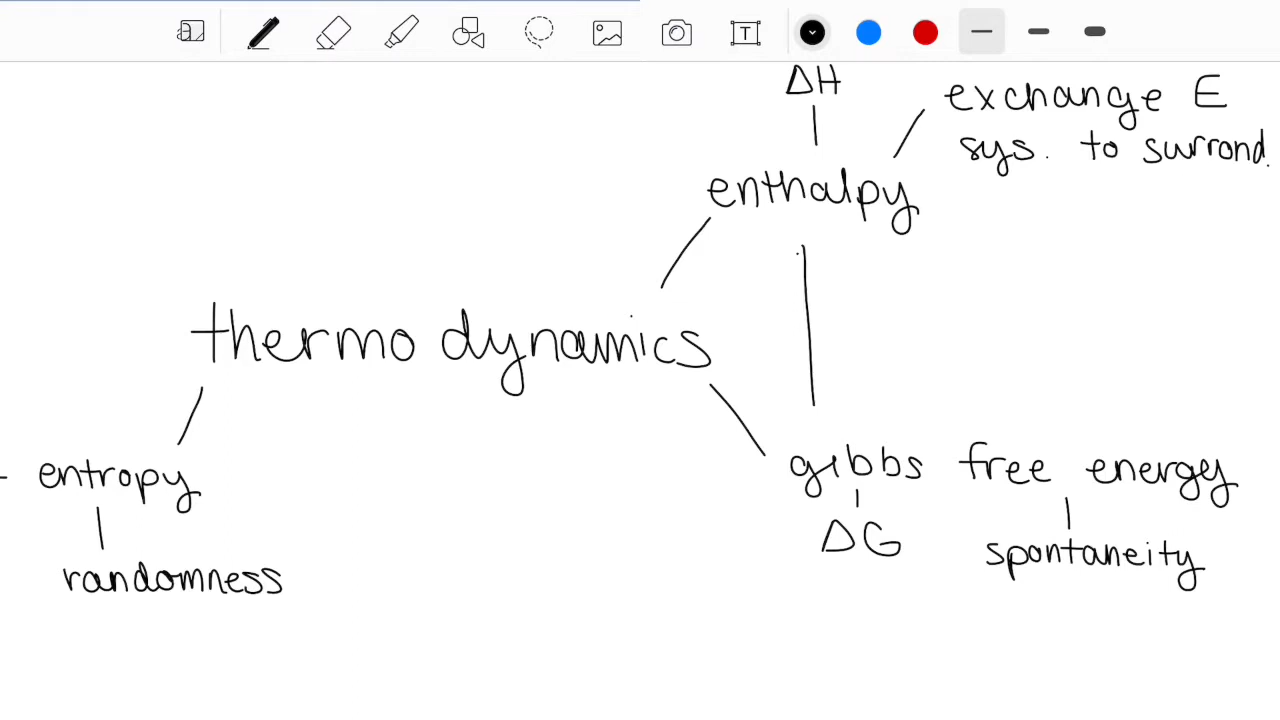 ΔH
exchange E
sys. to surrond.
enthalpy
thermodynamics
entropy
randomness
gibbs free energy
ΔG
spontaneity
T